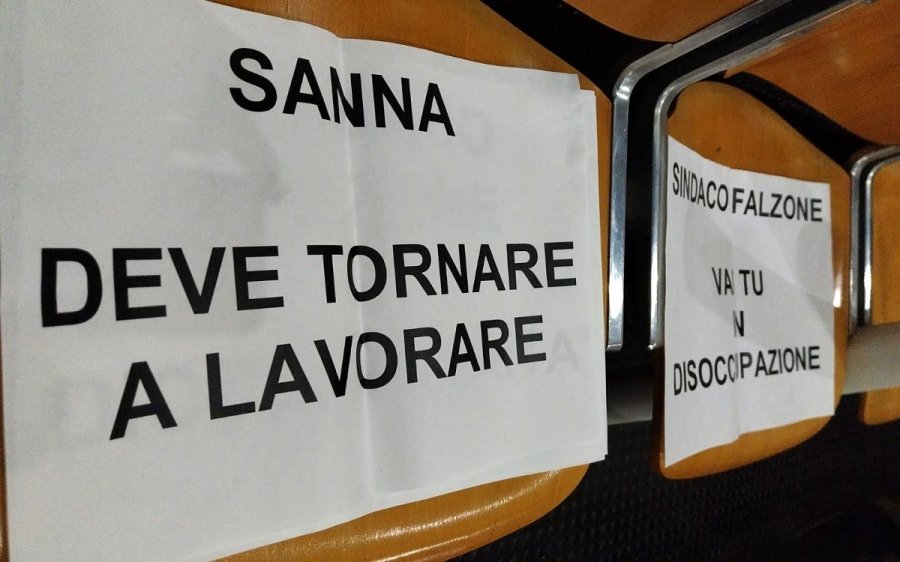 SANNA
DEVE TORNARE
A LAVORARE
SINDACO FALZONE
VAI TU
IN
DISOCCUPAZIONE